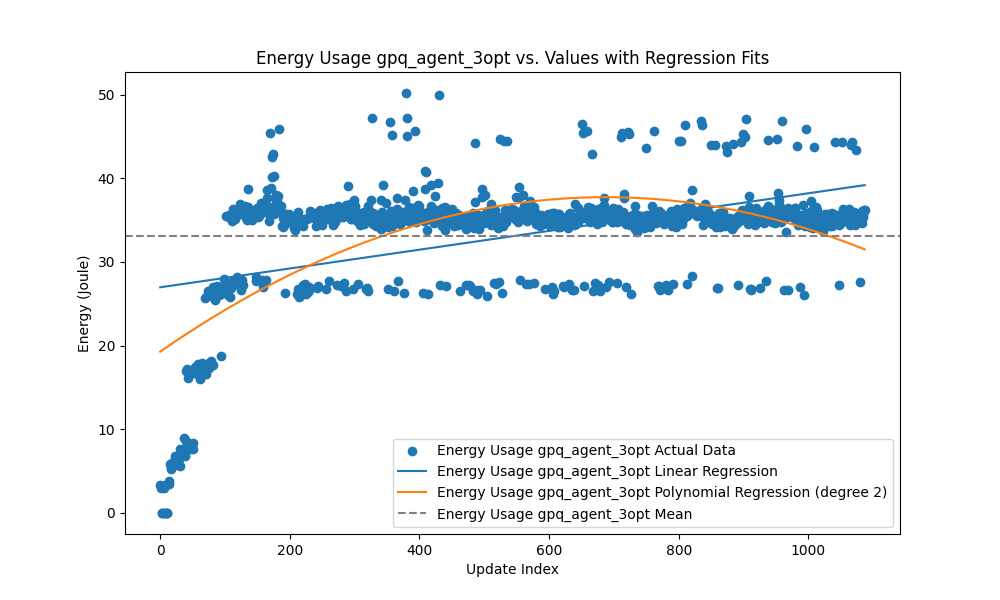 Energy Usage gpq_agent_3opt vs. Values with Regression Fits
50
40
30
20
10
0
Energy (Joule)
0 200 400 600 800 1000
Update Index
Energy Usage gpq_agent_3opt Actual Data
Energy Usage gpq_agent_3opt Linear Regression
Energy Usage gpq_agent_3opt Polynomial Regression (degree 2)
Energy Usage gpq_agent_3opt Mean